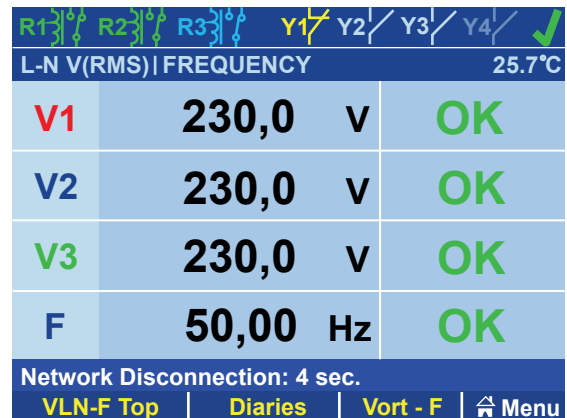 R1 R2 R3 Y1 Y2 Y3 Y4
L-N V(RMS)|FREQUENCY 25.7°C
V1 230,0 V OK
V2 230,0 V OK
V3 230,0 V OK
F 50,00 Hz OK
Network Disconnection: 4 sec.
VLN-F Top | Diaries | Vort - F | Menu